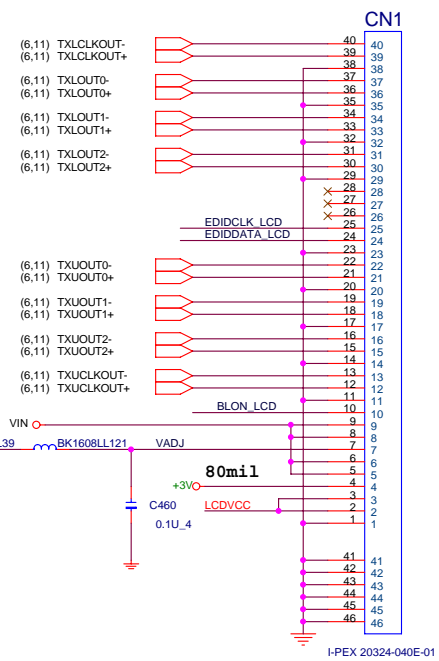 CN1
(6,11) TXLCLKOUT- 40 40
(6,11) TXLCLKOUT+ 39 39
38 38
(6,11) TXLOUT0- 37 37
(6,11) TXLOUT0+ 36 36
35 35
(6,11) TXLOUT1- 34 34
(6,11) TXLOUT1+ 33 33
32 32
(6,11) TXLOUT2- 31 31
(6,11) TXLOUT2+ 30 30
29 29
28 28
27 27
26 26
EDIDCLK_LCD 25 25
EDIDDATA_LCD 24 24
23 23
(6,11) TXUOUT0- 22 22
(6,11) TXUOUT0+ 21 21
20 20
(6,11) TXUOUT1- 19 19
(6,11) TXUOUT1+ 18 18
17 17
(6,11) TXUOUT2- 16 16
(6,11) TXUOUT2+ 15 15
14 14
(6,11) TXUCLKOUT- 13 13
(6,11) TXUCLKOUT+ 12 12
11 11
BLON_LCD 10 10
VIN 9 9
8 8
L39 BK1608LL121 VADJ 7 7
6 6
80mil 5 5
+3V 4 4
3 3
C460 LCDVCC 2 2
0.1U_4 1 1
41 41
42 42
43 43
44 44
45 45
46 46
I-PEX 20324-040E-01